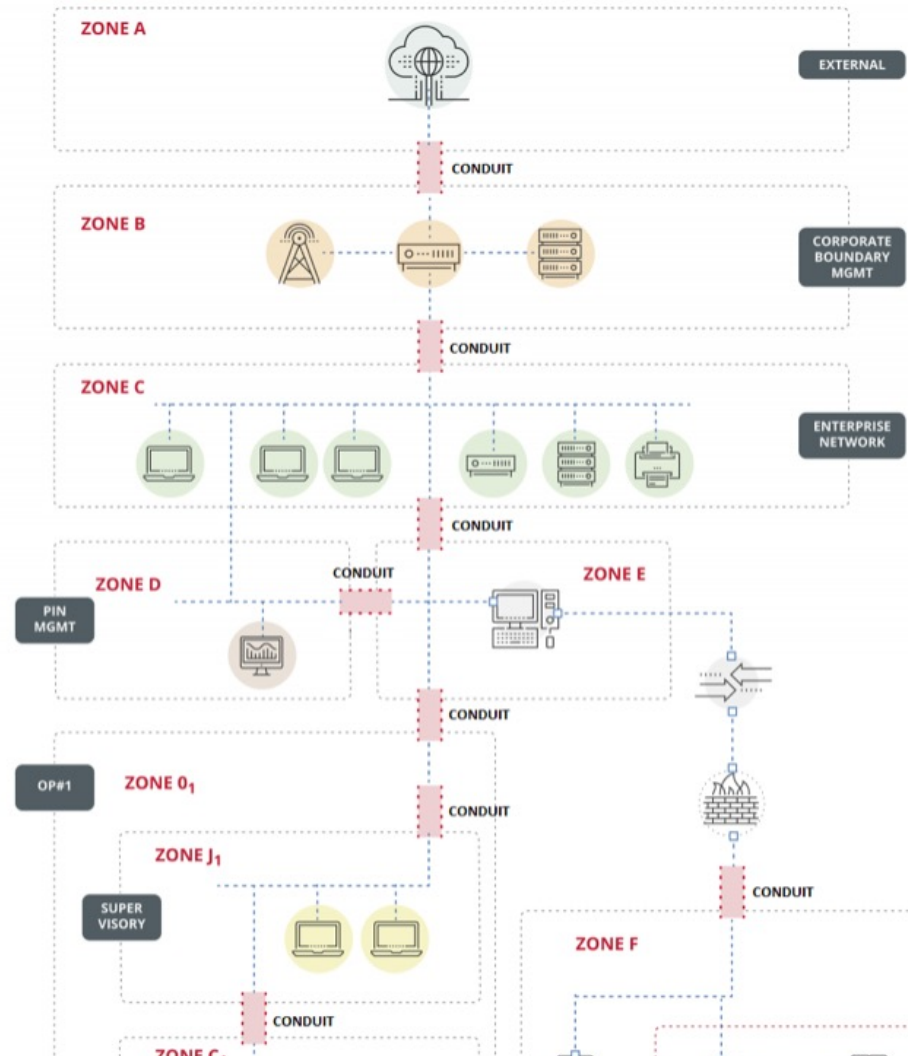 ZONE A
EXTERNAL
CONDUIT
ZONE B
CORPORATE
BOUNDARY
MGMT
CONDUIT
ZONE C
ENTERPRISE
NETWORK
CONDUIT
ZONE D
CONDUIT
ZONE E
PIN
MGMT
CONDUIT
OP#1
ZONE 0₁
CONDUIT
ZONE J₁
SUPER
VISORY
CONDUIT
ZONE F
CONDUIT
ZONE